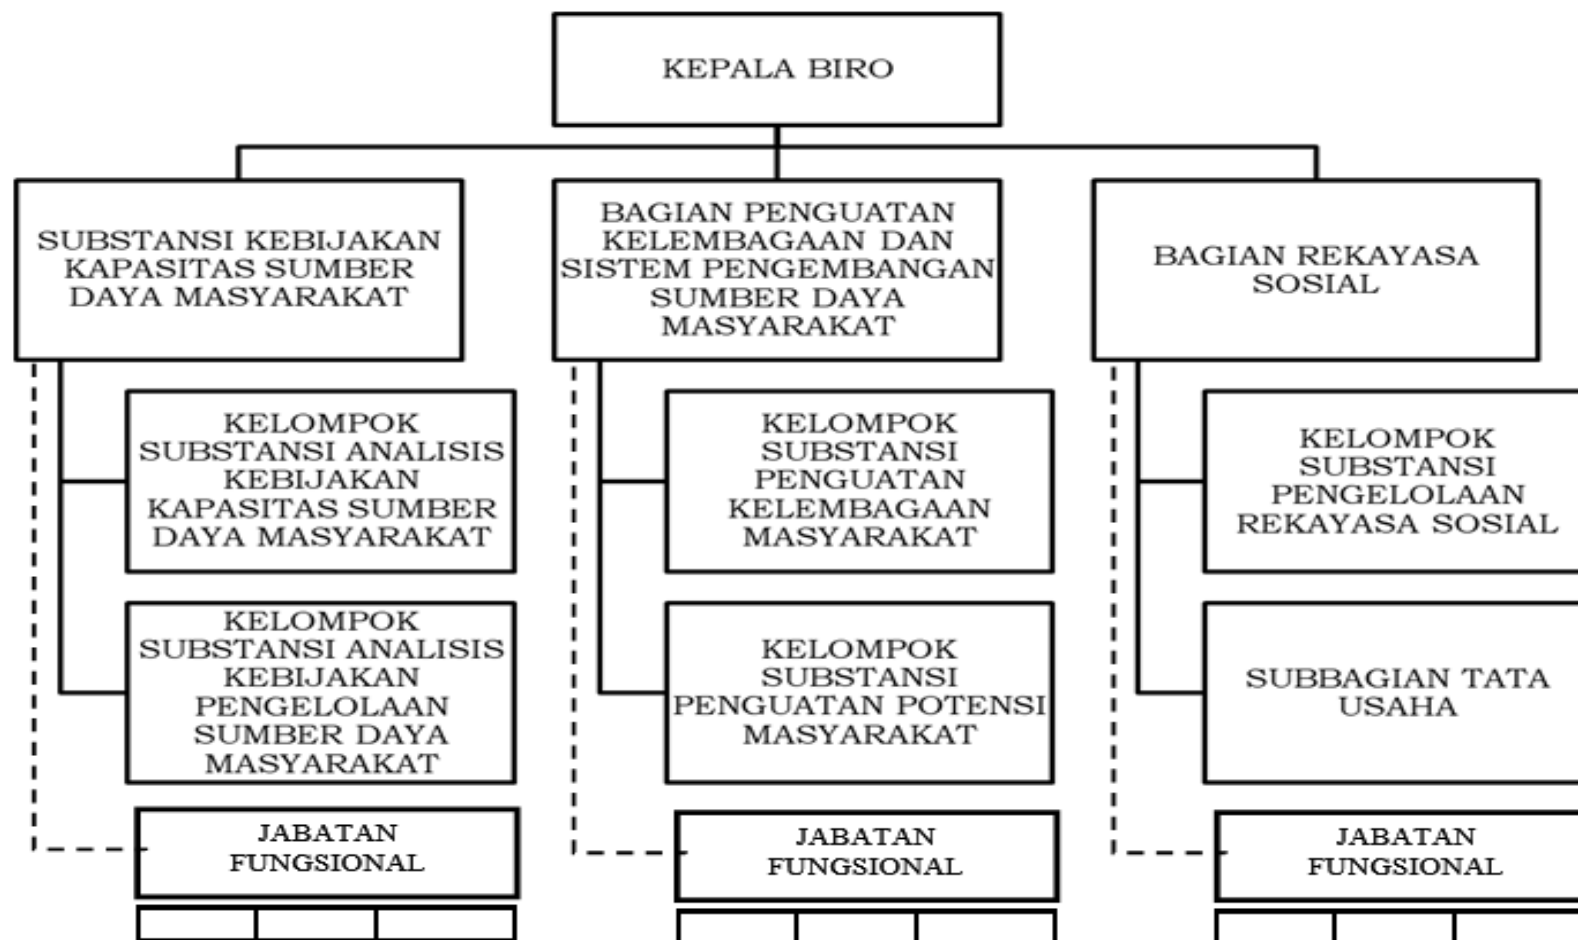 KEPALA BIRO
SUBSTANSI KEBIJAKAN
KAPASITAS SUMBER
DAYA MASYARAKAT
BAGIAN PENGUATAN
KELEMBAGAAN DAN
SISTEM PENGEMBANGAN
SUMBER DAYA
MASYARAKAT
BAGIAN REKAYASA
SOSIAL
KELOMPOK
SUBSTANSI ANALISIS
KEBIJAKAN
KAPASITAS SUMBER
DAYA MASYARAKAT
KELOMPOK
SUBSTANSI
PENGUATAN
KELEMBAGAAN
MASYARAKAT
KELOMPOK
SUBSTANSI
PENGELOLAAN
REKAYASA SOSIAL
KELOMPOK
SUBSTANSI ANALISIS
KEBIJAKAN
PENGELOLAAN
SUMBER DAYA
MASYARAKAT
KELOMPOK
SUBSTANSI
PENGUATAN POTENSI
MASYARAKAT
SUBBAGIAN TATA
USAHA
JABATAN
FUNGSIONAL
JABATAN
FUNGSIONAL
JABATAN
FUNGSIONAL